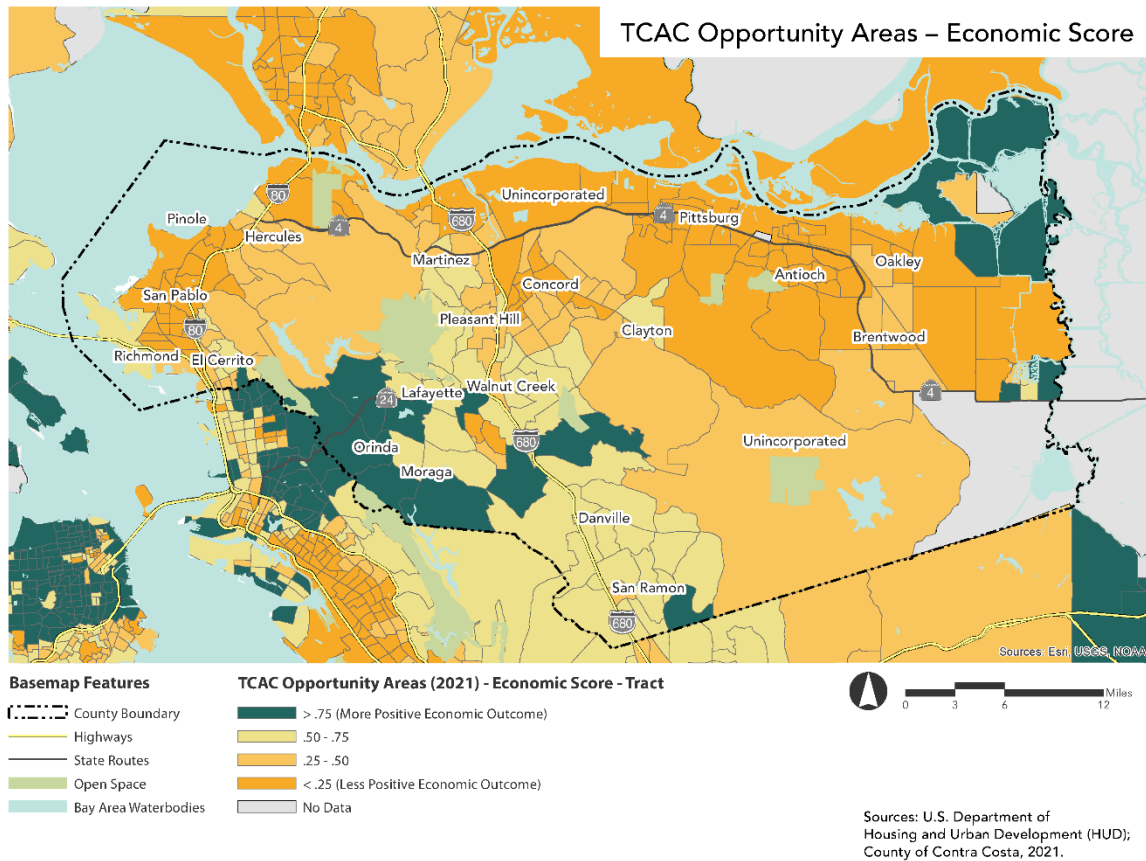 TCAC Opportunity Areas – Economic Score
Unincorporated
80
Pinole
680
4
Pittsburg
Hercules
4
Martinez
Oakley
Antioch
Concord
San Pablo
Pleasant Hill
80
Clayton
Brentwood
Richmond
El Cerrito
Walnut Creek
Lafayette
4
24
Orinda
680
Unincorporated
Moraga
Danville
San Ramon
680
Sources: Esri, USGS, NOAA
Basemap Features
County Boundary
Highways
State Routes
Open Space
Bay Area Waterbodies
TCAC Opportunity Areas (2021) - Economic Score - Tract
> .75 (More Positive Economic Outcome)
.50 - .75
.25 - .50
< .25 (Less Positive Economic Outcome)
No Data
Miles
0 3 6 12
Sources: U.S. Department of
Housing and Urban Development (HUD);
County of Contra Costa, 2021.